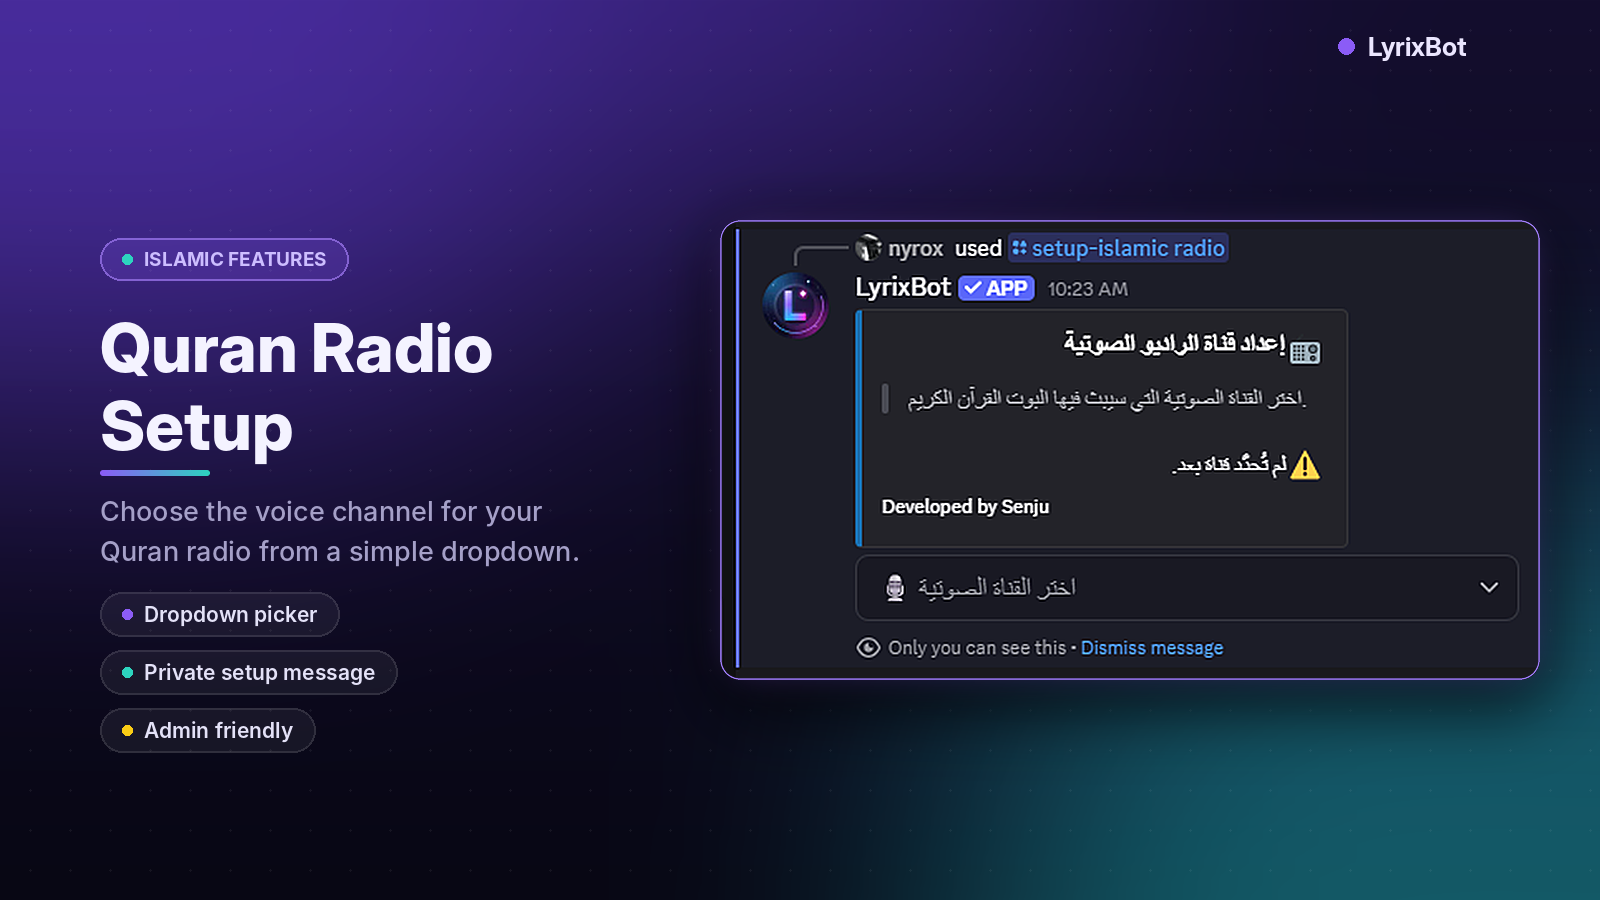 LyrixBot
ISLAMIC FEATURES
Quran Radio
Setup
Choose the voice channel for your
Quran radio from a simple dropdown.
Dropdown picker
Private setup message
Admin friendly
nyrox used setup-islamic radio
LyrixBot APP 10:23 AM
إعداد قناة الراديو الصوتية
اختر القناة الصوتية التي سيبث فيها البوت القرآن الكريم.
لم تُحدَّد قناة بعد.
Developed by Senju
اختر القناة الصوتية
Only you can see this • Dismiss message